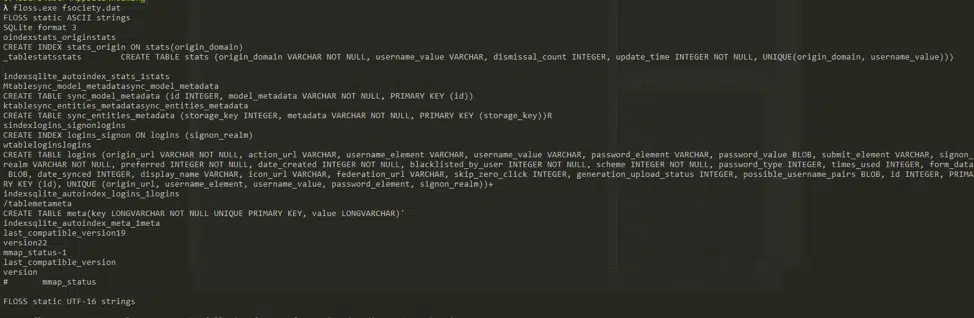 λ floss.exe fsociety.dat
FLOSS static ASCII strings
SQLite format 3
oindexstats_originstats
CREATE INDEX stats_origin ON stats(origin_domain)
_tablestatsstats        CREATE TABLE stats (origin_domain VARCHAR NOT NULL, username_value VARCHAR, dismissal_count INTEGER, update_time INTEGER NOT NULL, UNIQUE(origin_domain, username_value)))
indexsqlite_autoindex_stats_1stats
Mtablesync_model_metadatasync_model_metadata
CREATE TABLE sync_model_metadata (id INTEGER, model_metadata VARCHAR NOT NULL, PRIMARY KEY (id))
ktablesync_entities_metadatasync_entities_metadata
CREATE TABLE sync_entities_metadata (storage_key INTEGER, metadata VARCHAR NOT NULL, PRIMARY KEY (storage_key))R
sindexlogins_signonlogins
CREATE INDEX logins_signon ON logins (signon_realm)
wtableloginslogins
CREATE TABLE logins (origin_url VARCHAR NOT NULL, action_url VARCHAR, username_element VARCHAR, username_value VARCHAR, password_element VARCHAR, password_value BLOB, submit_element VARCHAR, signon_
realm VARCHAR NOT NULL, preferred INTEGER NOT NULL, date_created INTEGER NOT NULL, blacklisted_by_user INTEGER NOT NULL, scheme INTEGER NOT NULL, password_type INTEGER, times_used INTEGER, form_data
 BLOB, date_synced INTEGER, display_name VARCHAR, icon_url VARCHAR, federation_url VARCHAR, skip_zero_click INTEGER, generation_upload_status INTEGER, possible_username_pairs BLOB, id INTEGER, PRIMA
RY KEY (id), UNIQUE (origin_url, username_element, username_value, password_element, signon_realm))+
indexsqlite_autoindex_logins_1logins
/tablemetameta
CREATE TABLE meta(key LONGVARCHAR NOT NULL UNIQUE PRIMARY KEY, value LONGVARCHAR)'
indexsqlite_autoindex_meta_1meta
last_compatible_version19
version22
mmap_status-1
last_compatible_version
version
#       mmap_status
FLOSS static UTF-16 strings